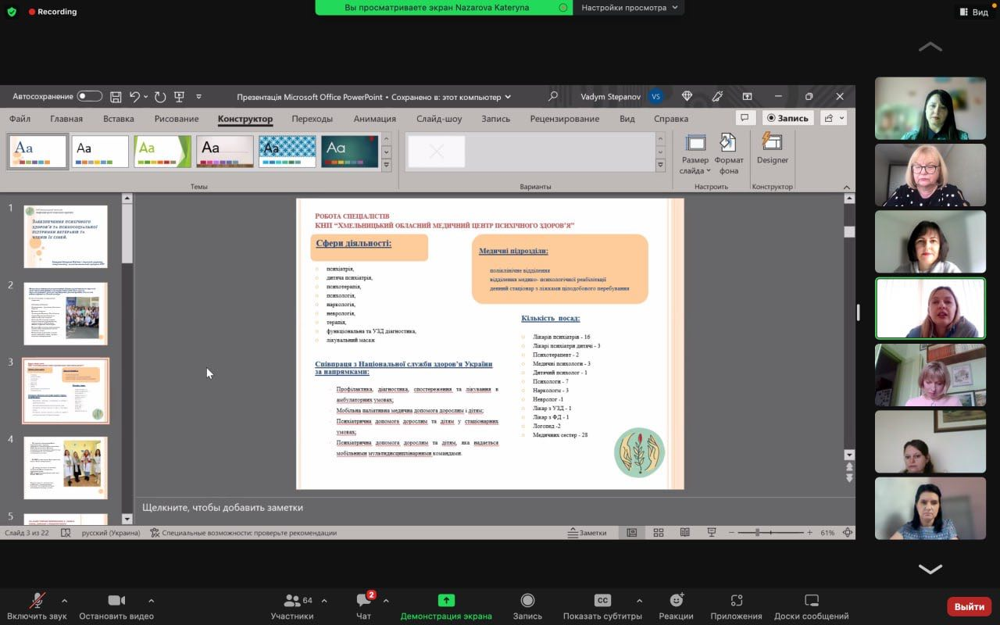 Recording
Вы просматриваете экран Nazarova Kateryna
Настройки просмотра
Вид
Автосохранение
Презентація Microsoft Office PowerPoint • Сохранено в: этот компьютер
Vadym Stepanov
VS
Файл
Главная
Вставка
Рисование
Конструктор
Переходы
Анимация
Слайд-шоу
Запись
Рецензирование
Вид
Справка
Запись
Aa
Aa
Aa
Aa
Aa
Aa
Размер
слайда
Формат
фона
Designer
Темы
Варианты
Настроить
Конструктор
1
Забезпечення психічного
здоров'я та психосоціальної
підтримки ветеранів та
членів їх сімей.
2
3
4
5
РОБОТА СПЕЦІАЛІСТІВ
КНП “ХМЕЛЬНИЦЬКИЙ ОБЛАСНИЙ МЕДИЧНИЙ ЦЕНТР ПСИХІЧНОГО ЗДОРОВ’Я”
Сфери діяльності:
психіатрія,
дитяча психіатрія,
психотерапія,
психологія,
наркологія,
неврологія,
терапія,
функціональна та УЗД діагностика,
лікувальний масаж
Медичні підрозділи:
поліклінічне відділення
відділення медико- психологічної реабілітації
денний стаціонар з ліжками цілодобового перебування
Співпраця з Національної служби здоров’я України
за напрямками:
Профілактика, діагностика, спостереження та лікування в
амбулаторних умовах;
Мобільна паліативна медична допомога дорослим і дітям;
Психіатрична допомога дорослим та дітям у стаціонарних
умовах;
Психіатрична допомога дорослим та дітям, яка надається
мобільними мультидисциплінарними командами.
Кількість посад:
Лікарів психіатрів - 16
Лікарі психіатри дитячі - 3
Психотерапевт - 2
Медичні психологи - 3
Дитячий психолог - 1
Психологи - 7
Наркологи - 3
Невролог -1
Лікар з УЗД - 1
Лікар з ФД - 1
Логопед -2
Медичних сестер - 28
Щелкните, чтобы добавить заметки
Слайд 3 из 22
русский (Украина)
Специальные возможности: проверьте рекомендации
Заметки
61%
Включить звук
Остановить видео
64
Участники
2
Чат
Демонстрация экрана
Запись
CC
Показать субтитры
Реакции
Приложения
Доски сообщений
Выйти